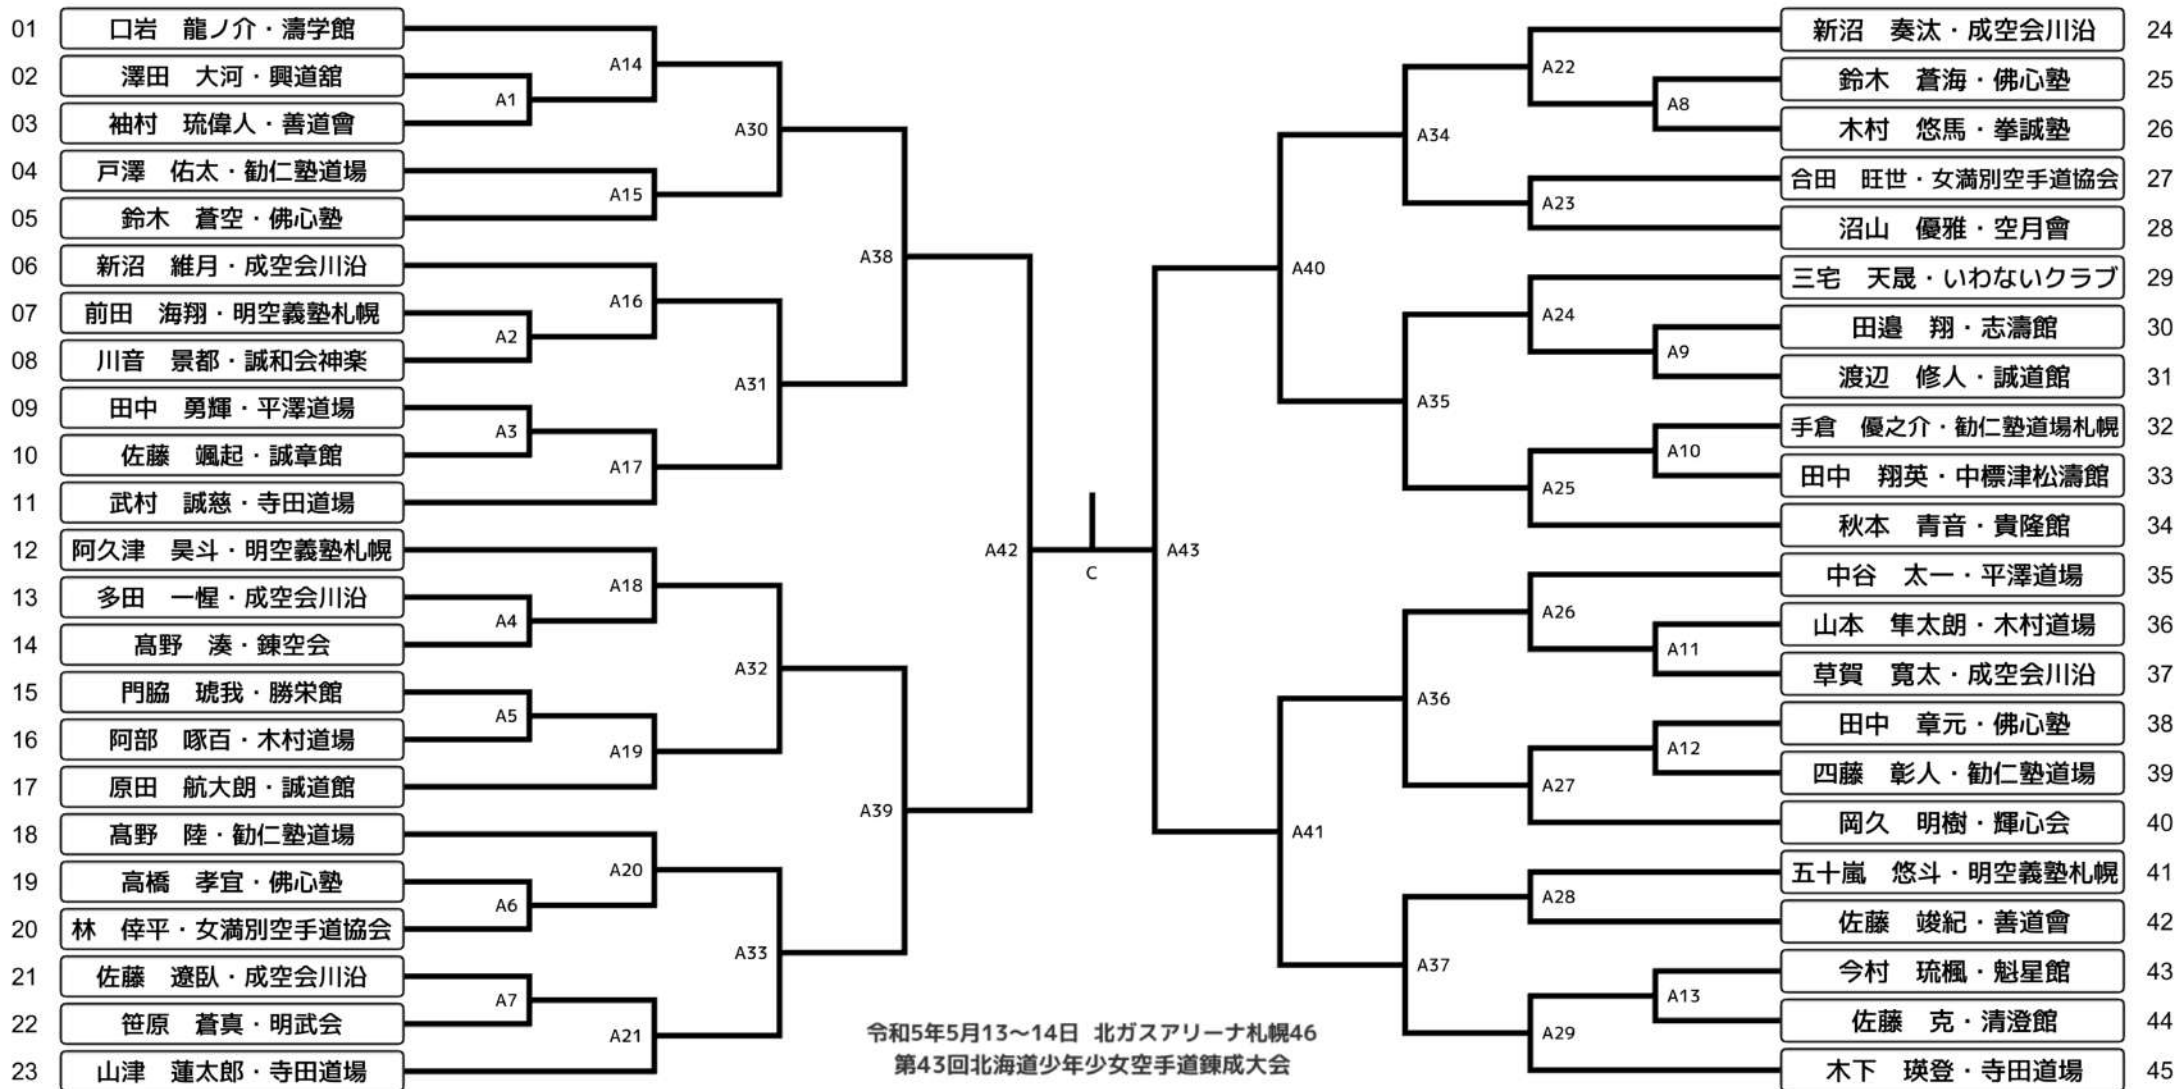 01 口岩　龍ノ介・濤学館
02 澤田　大河・興道舘
03 袖村　琉偉人・善道會
04 戸澤　佑太・勧仁塾道場
05 鈴木　蒼空・佛心塾
06 新沼　維月・成空会川沿
07 前田　海翔・明空義塾札幌
08 川音　景都・誠和会神楽
09 田中　勇輝・平澤道場
10 佐藤　颯起・誠章館
11 武村　誠慈・寺田道場
12 阿久津　昊斗・明空義塾札幌
13 多田　一惺・成空会川沿
14 髙野　湊・錬空会
15 門脇　琥我・勝栄館
16 阿部　啄百・木村道場
17 原田　航大朗・誠道館
18 髙野　陸・勧仁塾道場
19 高橋　孝宜・佛心塾
20 林　倖平・女満別空手道協会
21 佐藤　遼臥・成空会川沿
22 笹原　蒼真・明武会
23 山津　蓮太郎・寺田道場
A1
A2
A3
A4
A5
A6
A7
A14
A15
A16
A17
A18
A19
A20
A21
A30
A31
A32
A33
A38
A39
A42
C
A43
A40
A41
A34
A35
A36
A37
A22
A23
A24
A25
A26
A27
A28
A29
A8
A9
A10
A11
A12
A13
新沼　奏汰・成空会川沿 24
鈴木　蒼海・佛心塾 25
木村　悠馬・拳誠塾 26
合田　旺世・女満別空手道協会 27
沼山　優雅・空月會 28
三宅　天晟・いわないクラブ 29
田邉　翔・志濤館 30
渡辺　修人・誠道館 31
手倉　優之介・勧仁塾道場札幌 32
田中　翔英・中標津松濤館 33
秋本　青音・貴隆館 34
中谷　太一・平澤道場 35
山本　隼太朗・木村道場 36
草賀　寛太・成空会川沿 37
田中　章元・佛心塾 38
四藤　彰人・勧仁塾道場 39
岡久　明樹・輝心会 40
五十嵐　悠斗・明空義塾札幌 41
佐藤　竣紀・善道會 42
今村　琉楓・魁星館 43
佐藤　克・清澄館 44
木下　瑛登・寺田道場 45
令和5年5月13〜14日 北ガスアリーナ札幌46
第43回北海道少年少女空手道錬成大会